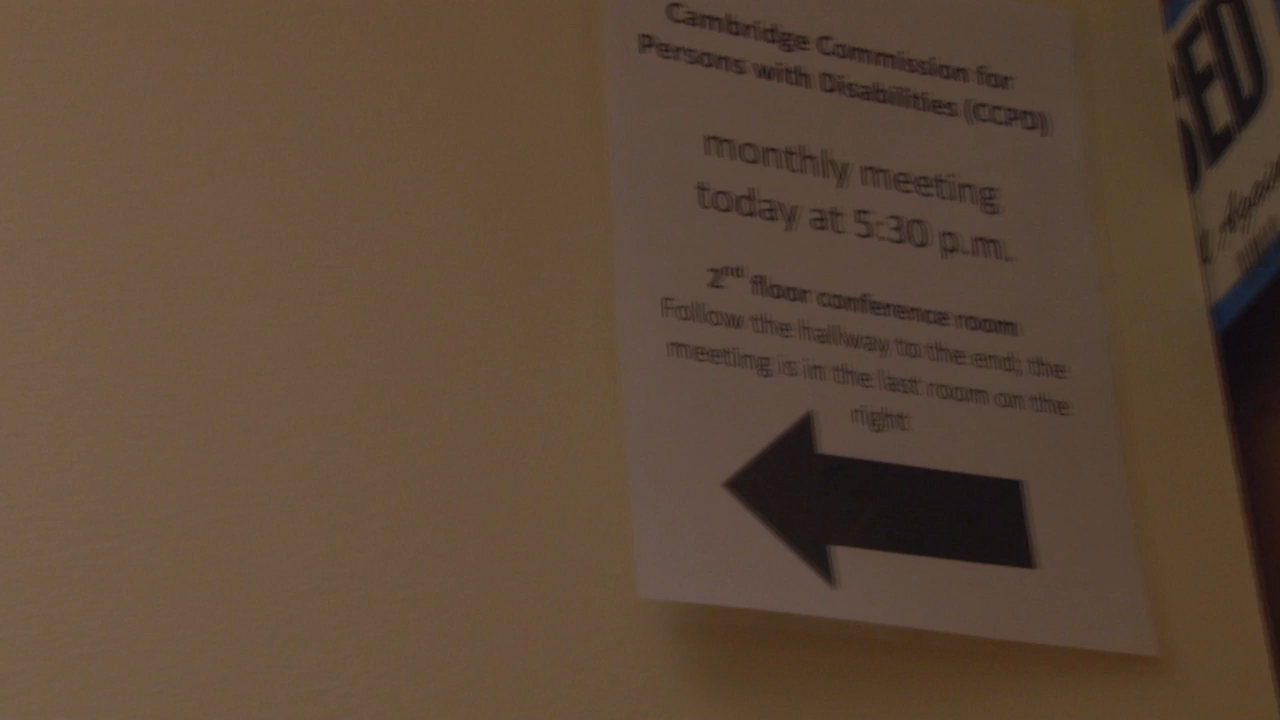 Cambridge Commission for
Persons with Disabilities (CCPD)
monthly meeting
today at 5:30 p.m.
2nd floor conference room
Follow the hallway to the end; the
meeting is in the last room on the
right